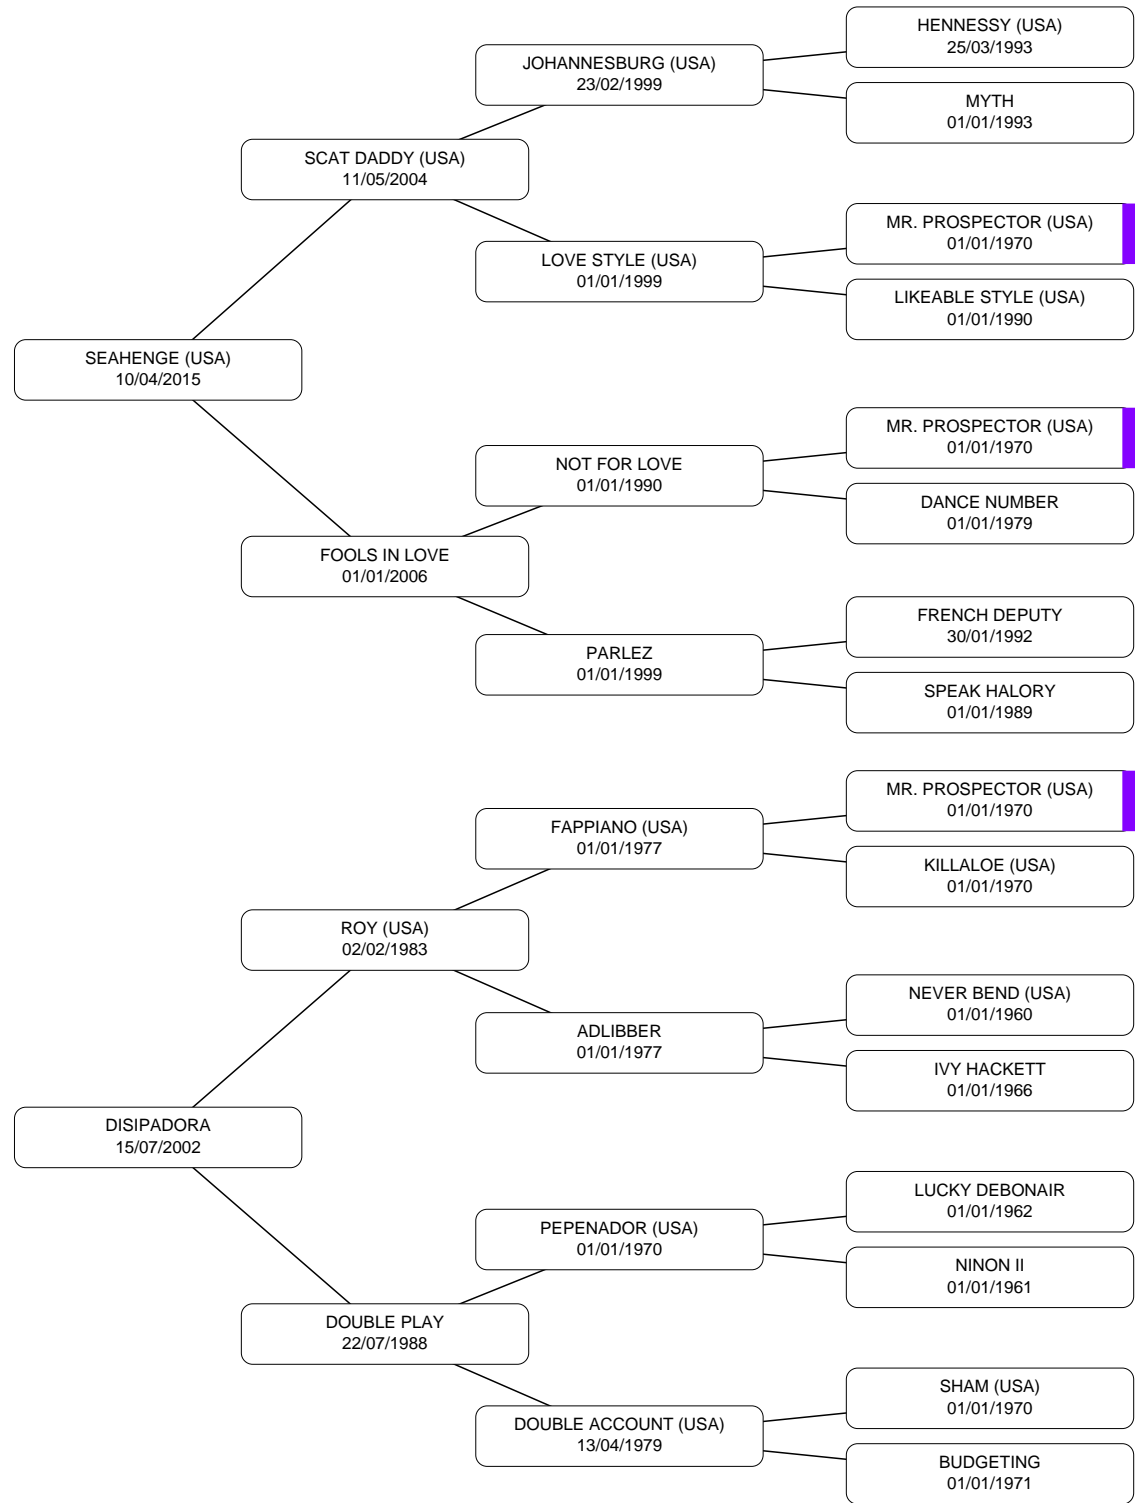 HENNESSY (USA)
25/03/1993
JOHANNESBURG (USA)
23/02/1999
MYTH
01/01/1993
SCAT DADDY (USA)
11/05/2004
MR. PROSPECTOR (USA)
01/01/1970
LOVE STYLE (USA)
01/01/1999
LIKEABLE STYLE (USA)
01/01/1990
SEAHENGE (USA)
10/04/2015
MR. PROSPECTOR (USA)
01/01/1970
NOT FOR LOVE
01/01/1990
DANCE NUMBER
01/01/1979
FOOLS IN LOVE
01/01/2006
FRENCH DEPUTY
30/01/1992
PARLEZ
01/01/1999
SPEAK HALORY
01/01/1989
MR. PROSPECTOR (USA)
01/01/1970
FAPPIANO (USA)
01/01/1977
KILLALOE (USA)
01/01/1970
ROY (USA)
02/02/1983
NEVER BEND (USA)
01/01/1960
ADLIBBER
01/01/1977
IVY HACKETT
01/01/1966
DISIPADORA
15/07/2002
LUCKY DEBONAIR
01/01/1962
PEPENADOR (USA)
01/01/1970
NINON II
01/01/1961
DOUBLE PLAY
22/07/1988
SHAM (USA)
01/01/1970
DOUBLE ACCOUNT (USA)
13/04/1979
BUDGETING
01/01/1971